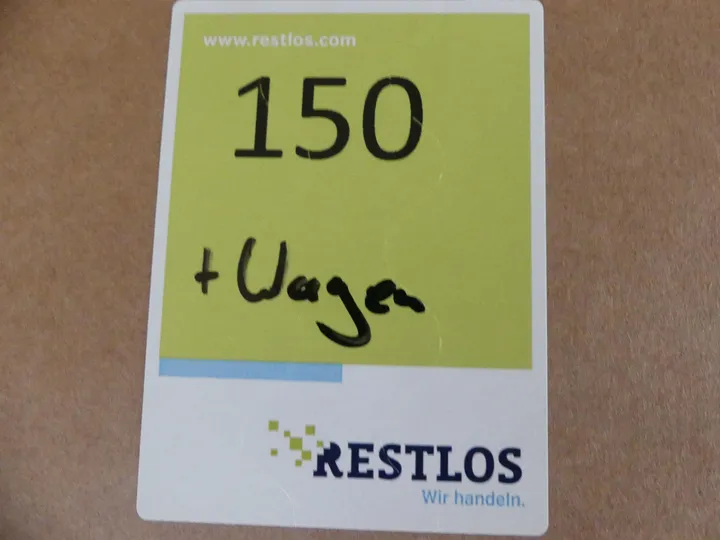 www.restlos.com
150
+ Wagen
RESTLOS
Wir handeln.